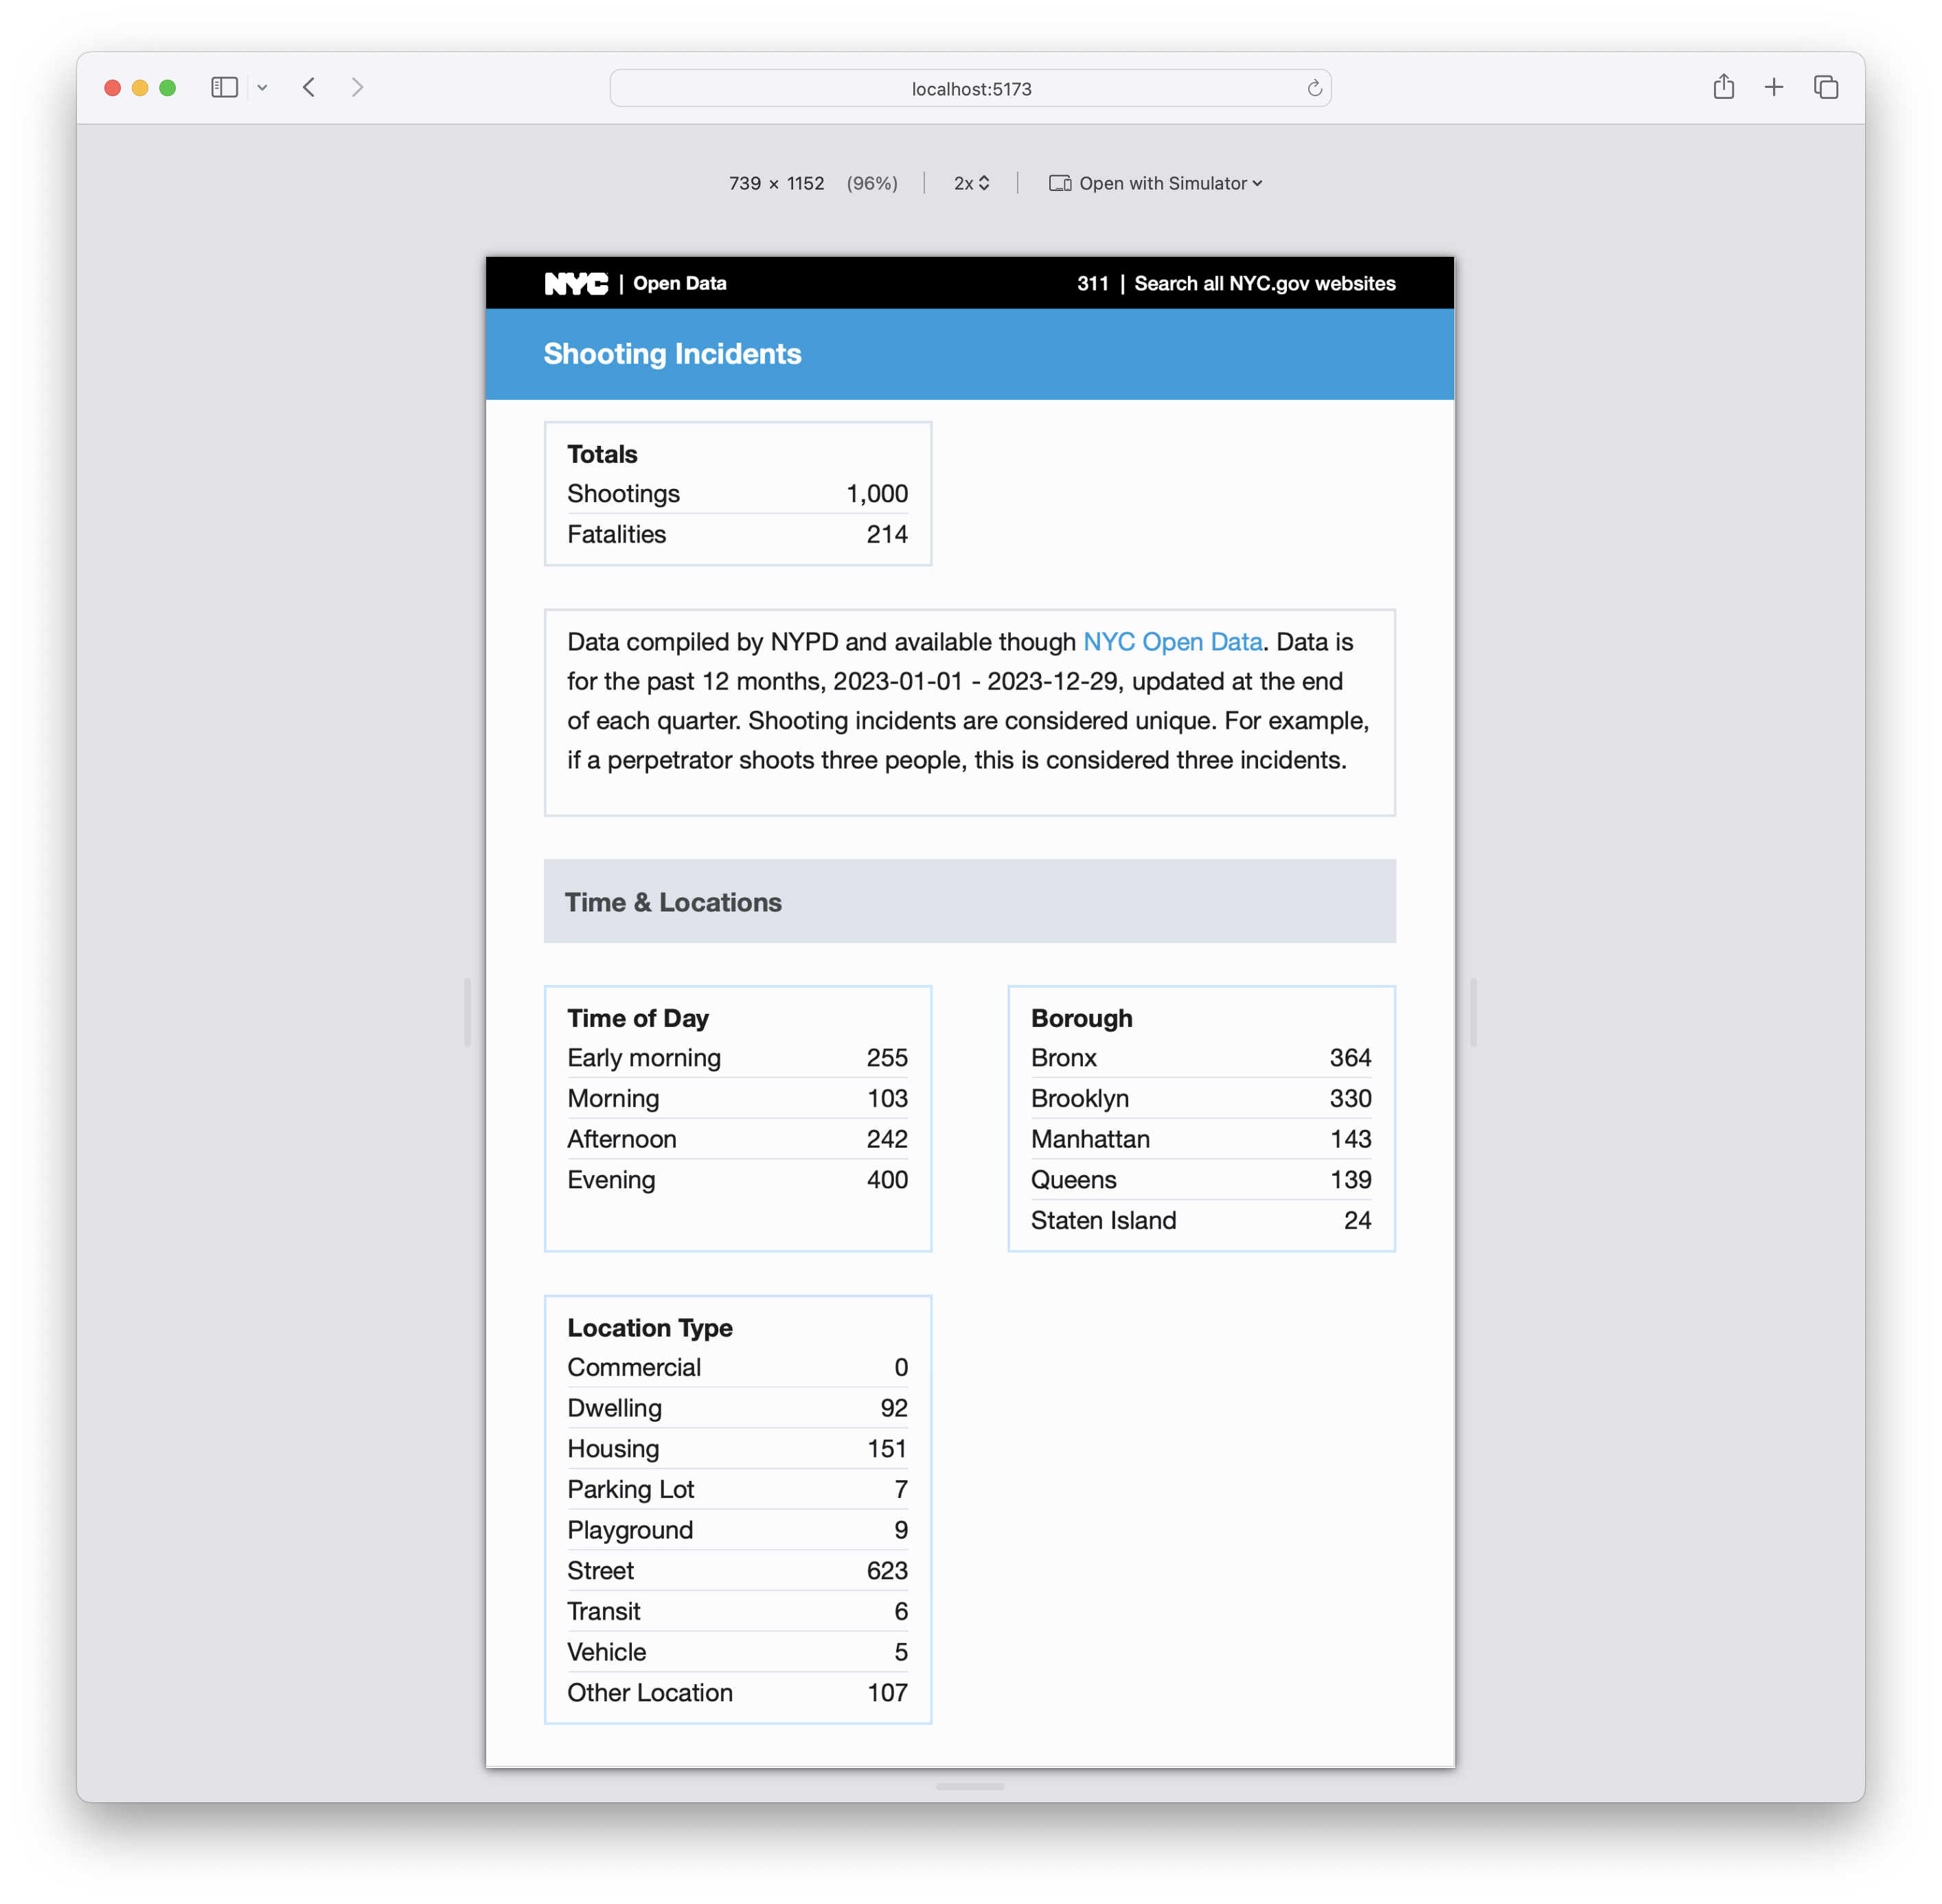 localhost:5173
739 × 1152 (96%) 2x Open with Simulator
NYC | Open Data 311 | Search all NYC.gov websites
Shooting Incidents
Totals
Shootings 1,000
Fatalities 214
Data compiled by NYPD and available though NYC Open Data. Data is
for the past 12 months, 2023-01-01 - 2023-12-29, updated at the end
of each quarter. Shooting incidents are considered unique. For example,
if a perpetrator shoots three people, this is considered three incidents.
Time & Locations
Time of Day
Early morning 255
Morning 103
Afternoon 242
Evening 400
Borough
Bronx 364
Brooklyn 330
Manhattan 143
Queens 139
Staten Island 24
Location Type
Commercial 0
Dwelling 92
Housing 151
Parking Lot 7
Playground 9
Street 623
Transit 6
Vehicle 5
Other Location 107